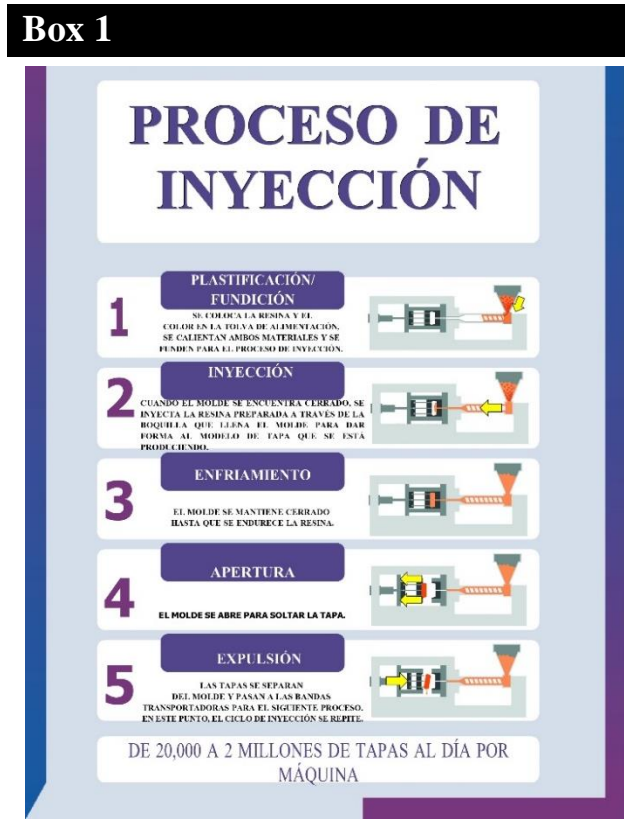 Box 1
PROCESO DE
INYECCIÓN
1
PLASTIFICACIÓN/
FUNDICIÓN
SE COLOCA LA RESINA Y EL
COLOR EN LA TOLVA DE ALIMENTACIÓN,
SE CALIENTAN AMBOS MATERIALES Y SE
FUNDEN PARA EL PROCESO DE INYECCIÓN.
2
INYECCIÓN
CUANDO EL MOLDE SE ENCUENTRA CERRADO, SE
INYECTA LA RESINA PREPARADA A TRAVÉS DE LA
BOQUILLA QUE LLENA EL MOLDE PARA DAR
FORMA AL MODELO DE TAPA QUE SE ESTÁ
PRODUCIENDO.
3
ENFRIAMIENTO
EL MOLDE SE MANTIENE CERRADO
HASTA QUE SE ENDURECE LA RESINA.
4
APERTURA
EL MOLDE SE ABRE PARA SOLTAR LA TAPA.
5
EXPULSIÓN
LAS TAPAS SE SEPARAN
DEL MOLDE Y PASAN A LAS BANDAS
TRANSPORTADORAS PARA EL SIGUIENTE PROCESO.
EN ESTE PUNTO, EL CICLO DE INYECCIÓN SE REPITE.
DE 20,000 A 2 MILLONES DE TAPAS AL DÍA POR
MÁQUINA